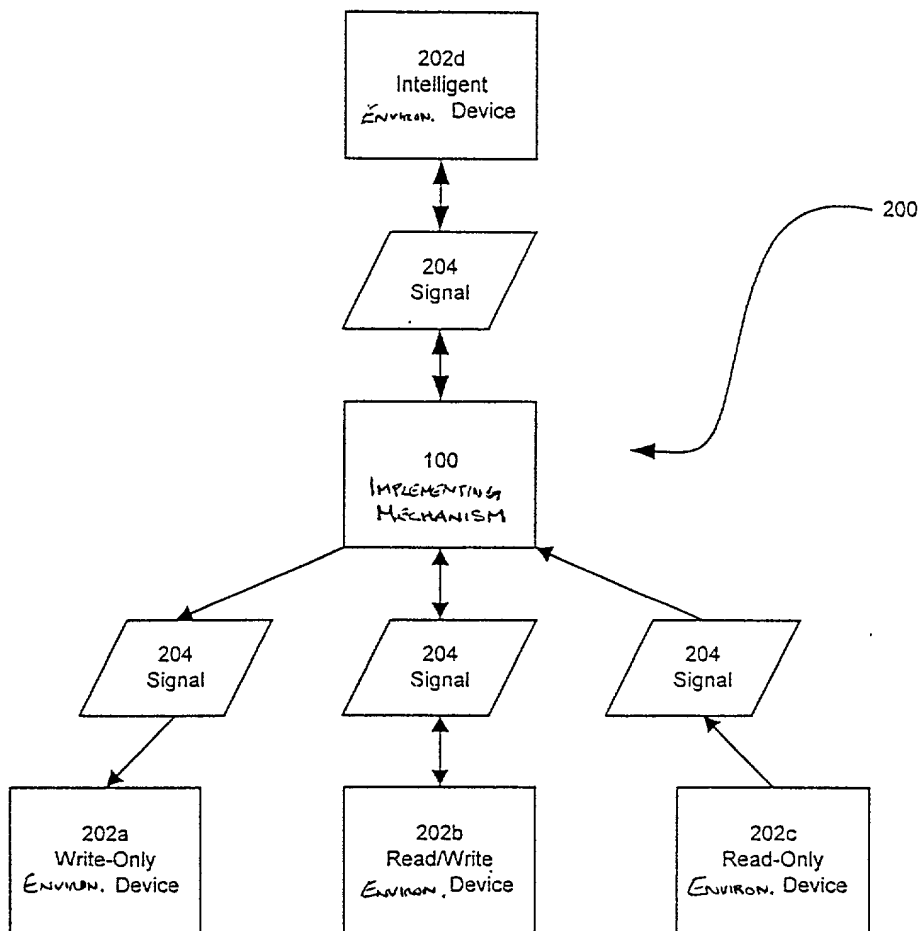 202d
Intelligent
ENVIRON. Device
200
204
Signal
100
IMPLEMENTING
MECHANISM
204
Signal
204
Signal
204
Signal
202a
Write-Only
ENVIRON. Device
202b
Read/Write
ENVIRON. Device
202c
Read-Only
ENVIRON. Device